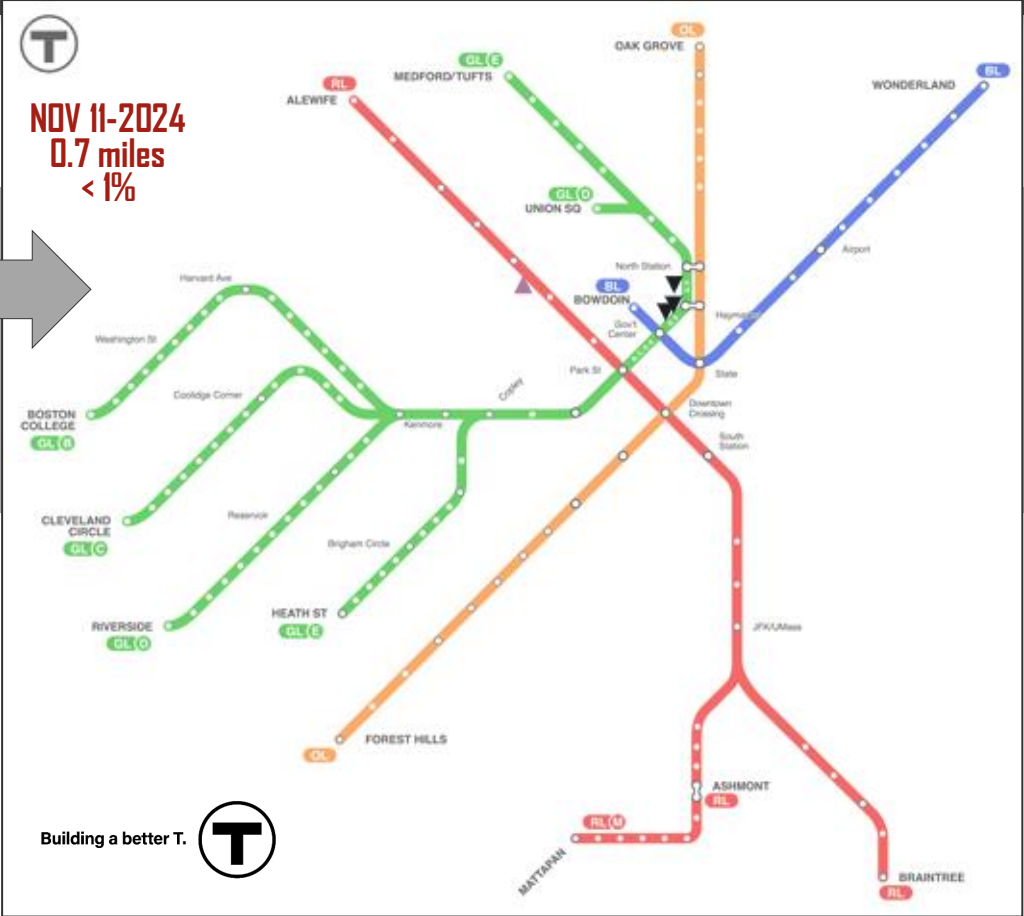 T
NOV 11-2024
0.7 miles
< 1%
OL
OAK GROVE
GL E
MEDFORD/TUFTS
RL
ALEWIFE
BL
WONDERLAND
GL D
UNION SQ
North Station
Airport
Harvard Ave
BL
BOWDOIN
Haymarket
Gov't
Center
Washington St
Park St
State
Coolidge Corner
Copley
Downtown
Crossing
BOSTON
COLLEGE
GL B
Kenmore
South
Station
CLEVELAND
CIRCLE
GL C
Reservoir
Brigham Circle
HEATH ST
GL E
RIVERSIDE
GL D
JFK/UMass
FOREST HILLS
OL
ASHMONT
RL
RL M
MATTAPAN
BRAINTREE
RL
Building a better T.
T